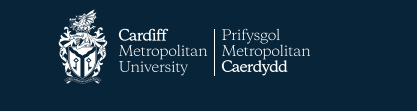 Cardiff
Metropolitan
University
Prifysgol
Metropolitan
Caerdydd